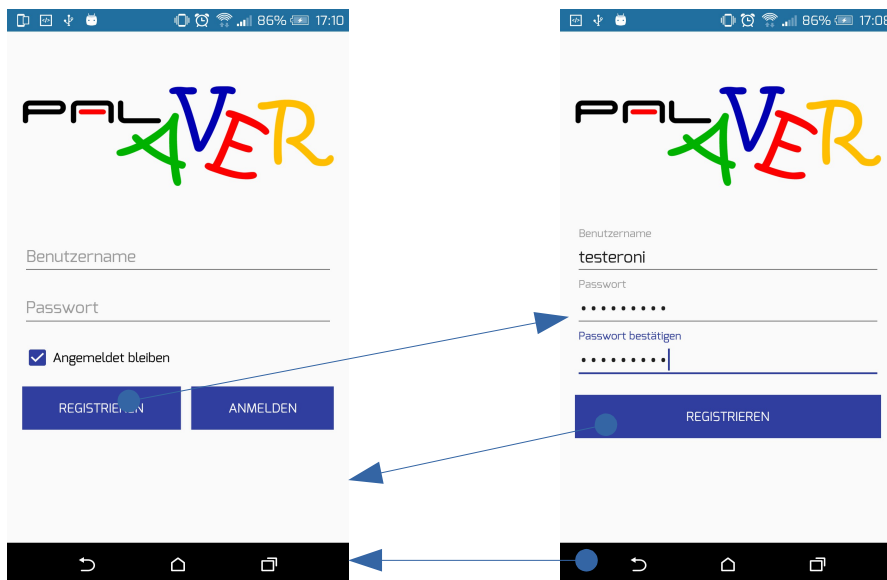 86% 17:10
PALAVER
Benutzername
Passwort
Angemeldet bleiben
REGISTRIEREN
ANMELDEN
86% 17:08
PALAVER
Benutzername
testeroni
Passwort
Passwort bestätigen
REGISTRIEREN